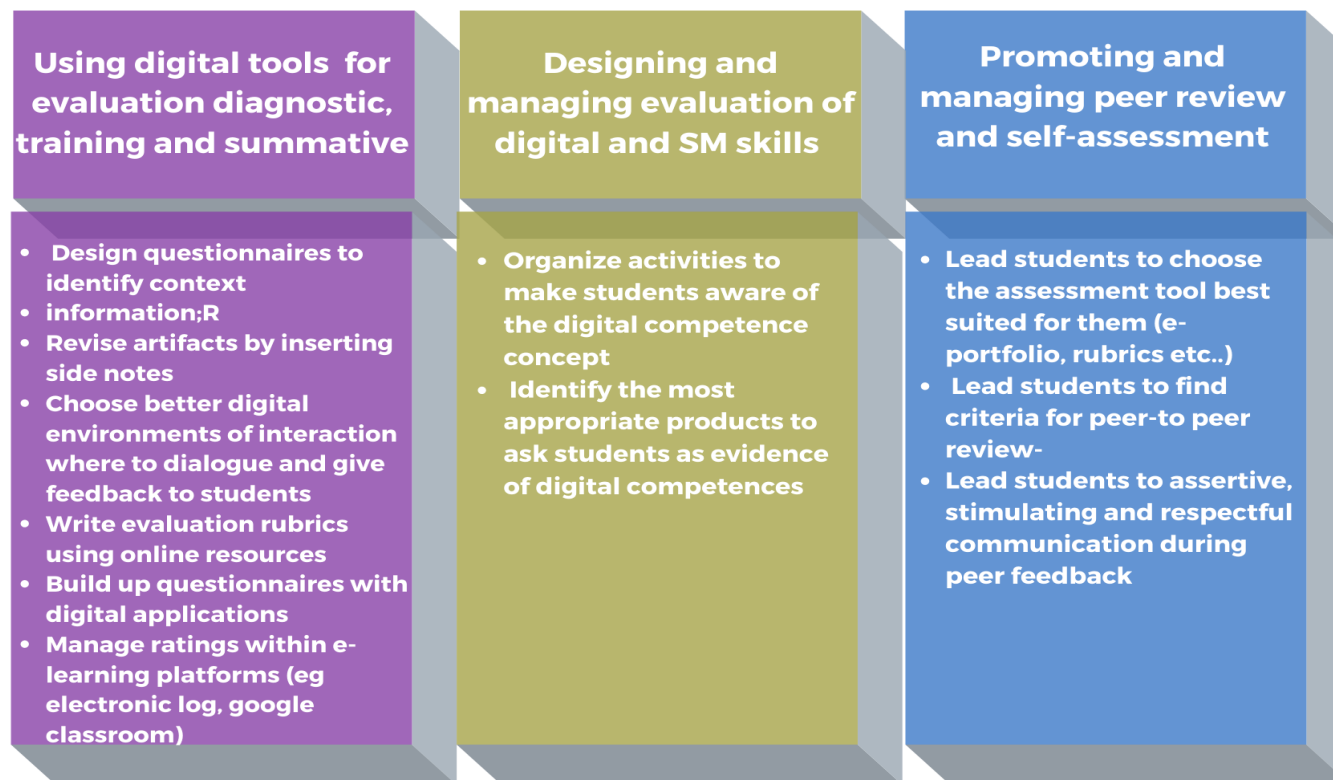 Using digital tools for
evaluation diagnostic,
training and summative
• Design questionnaires to
identify context
• information;R
• Revise artifacts by inserting
side notes
• Choose better digital
environments of interaction
where to dialogue and give
feedback to students
• Write evaluation rubrics
using online resources
• Build up questionnaires with
digital applications
• Manage ratings within e-
learning platforms (eg
electronic log, google
classroom)
Designing and
managing evaluation of
digital and SM skills
• Organize activities to
make students aware of
the digital competence
concept
• Identify the most
appropriate products to
ask students as evidence
of digital competences
Promoting and
managing peer review
and self-assessment
• Lead students to choose
the assessment tool best
suited for them (e-
portfolio, rubrics etc..)
• Lead students to find
criteria for peer-to peer
review-
• Lead students to assertive,
stimulating and respectful
communication during
peer feedback